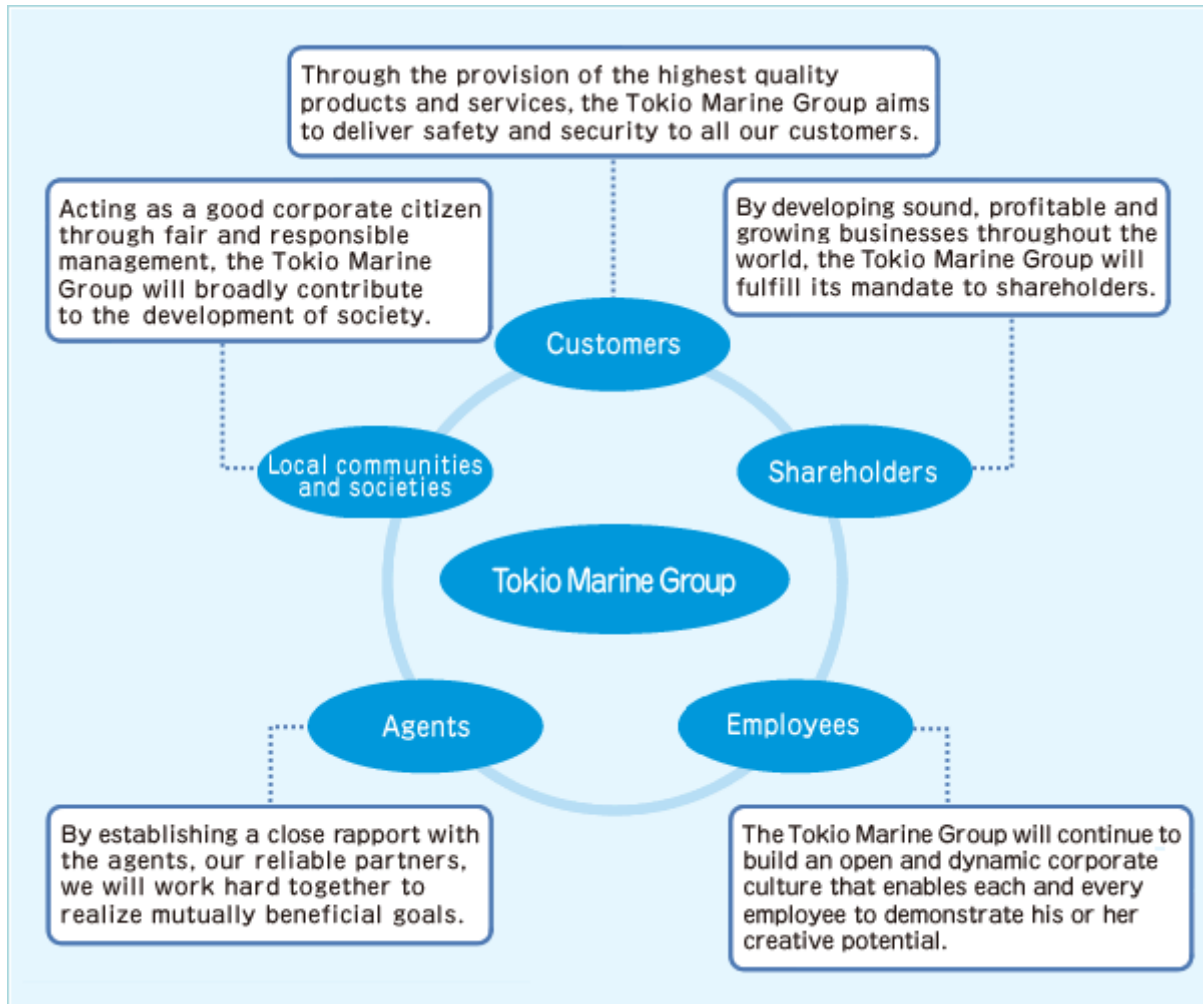 Through the provision of the highest quality
products and services, the Tokio Marine Group aims
to deliver safety and security to all our customers.
Acting as a good corporate citizen
through fair and responsible
management, the Tokio Marine
Group will broadly contribute
to the development of society.
By developing sound, profitable and
growing businesses throughout the
world, the Tokio Marine Group will
fulfill its mandate to shareholders.
Customers
Local communities
and societies
Shareholders
Tokio Marine Group
Agents
Employees
By establishing a close rapport with
the agents, our reliable partners,
we will work hard together to
realize mutually beneficial goals.
The Tokio Marine Group will continue to
build an open and dynamic corporate
culture that enables each and every
employee to demonstrate his or her
creative potential.